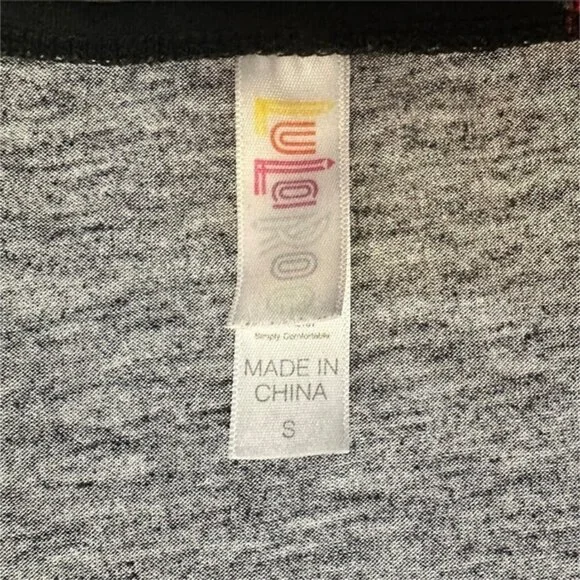 LuLaRoe
Simply Comfortable
MADE IN
CHINA
S